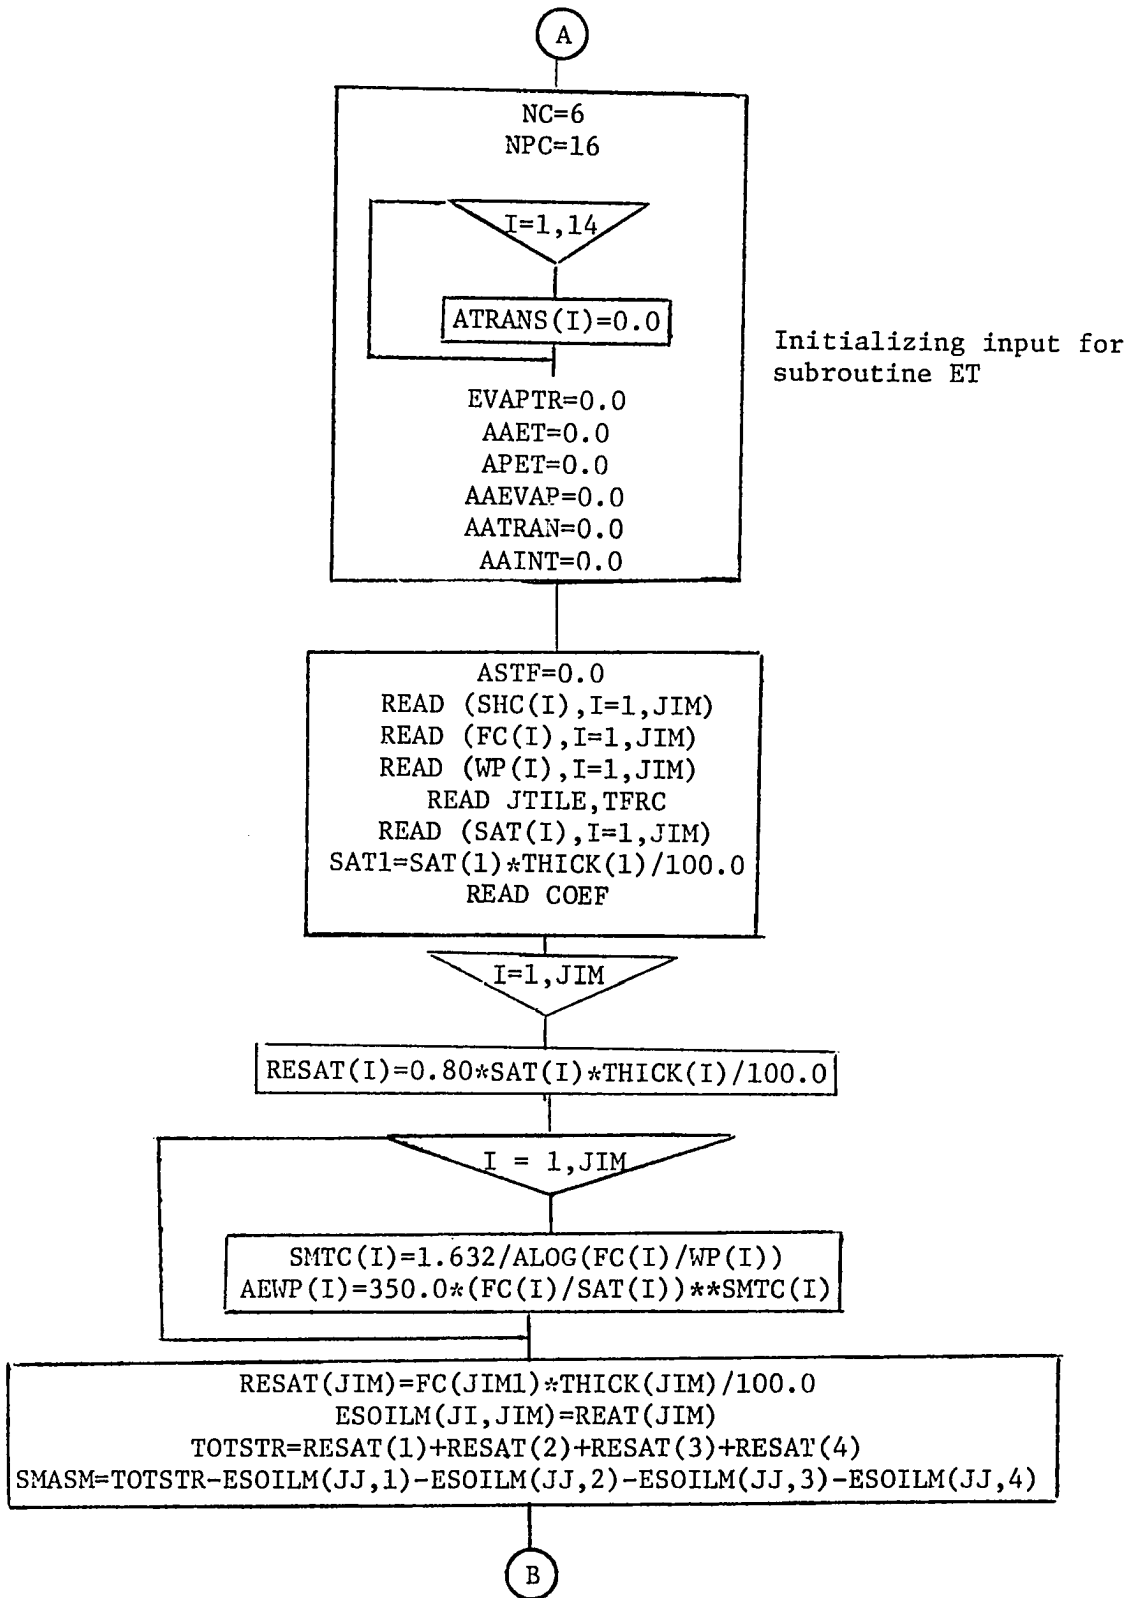 A
NC=6
NPC=16
I=1,14
ATRANS(I)=0.0
Initializing input for
subroutine ET
EVAPTR=0.0
AAET=0.0
APET=0.0
AAEVAP=0.0
AATRAN=0.0
AAINT=0.0
ASTF=0.0
READ (SHC(I),I=1,JIM)
READ (FC(I),I=1,JIM)
READ (WP(I),I=1,JIM)
READ JTILE,TFRC
READ (SAT(I),I=1,JIM)
SAT1=SAT(1)*THICK(1)/100.0
READ COEF
I=1,JIM
RESAT(I)=0.80*SAT(I)*THICK(I)/100.0
I = 1,JIM
SMTC(I)=1.632/ALOG(FC(I)/WP(I))
AEWP(I)=350.0*(FC(I)/SAT(I))**SMTC(I)
RESAT(JIM)=FC(JIM1)*THICK(JIM)/100.0
ESOILM(JI,JIM)=REAT(JIM)
TOTSTR=RESAT(1)+RESAT(2)+RESAT(3)+RESAT(4)
SMASM=TOTSTR-ESOILM(JJ,1)-ESOILM(JJ,2)-ESOILM(JJ,3)-ESOILM(JJ,4)
B